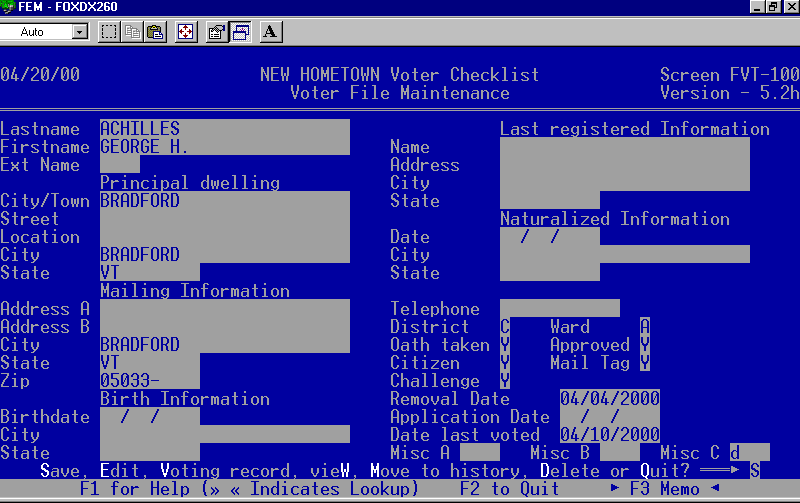 FEM - FOXDX260
Auto
A
04/20/00 NEW HOMETOWN Voter Checklist Screen FVT-100
Voter File Maintenance Version - 5.2h
Lastname ACHILLES Last registered Information
Firstname GEORGE H. Name
Ext Name Address
Principal dwelling City
City/Town BRADFORD State
Street Naturalized Information
Location Date / /
City BRADFORD City
State VT State
Mailing Information
Address A Telephone
Address B District C Ward A
City BRADFORD Oath taken Y Approved Y
State VT Citizen Y Mail Tag Y
Zip 05033- Challenge Y
Birth Information Removal Date 04/04/2000
Birthdate / / Application Date / /
City Date last voted 04/10/2000
State Misc A Misc B Misc C d
Save, Edit, Voting record, vieW, Move to history, Delete or Quit? ══► S
F1 for Help (» « Indicates Lookup) F2 to Quit ► F3 Memo ◄